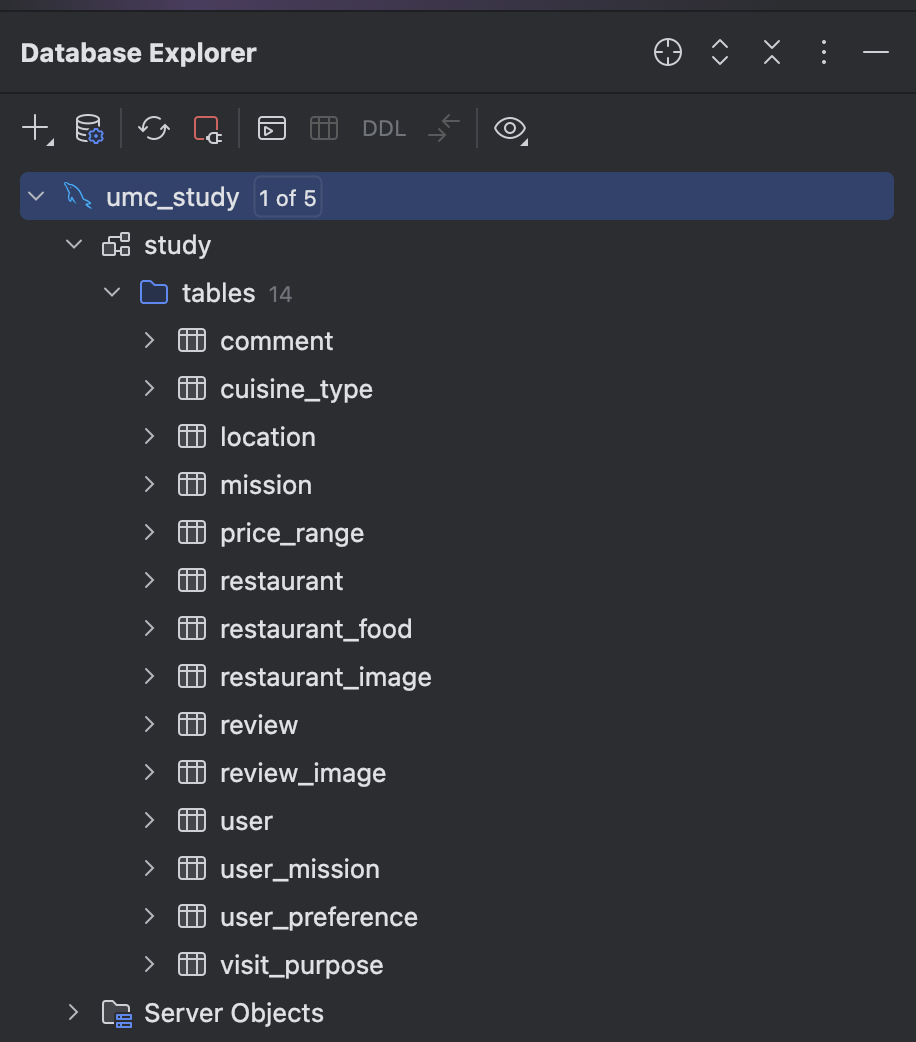 Database Explorer
DDL
umc_study 1 of 5
study
tables 14
comment
cuisine_type
location
mission
price_range
restaurant
restaurant_food
restaurant_image
review
review_image
user
user_mission
user_preference
visit_purpose
Server Objects